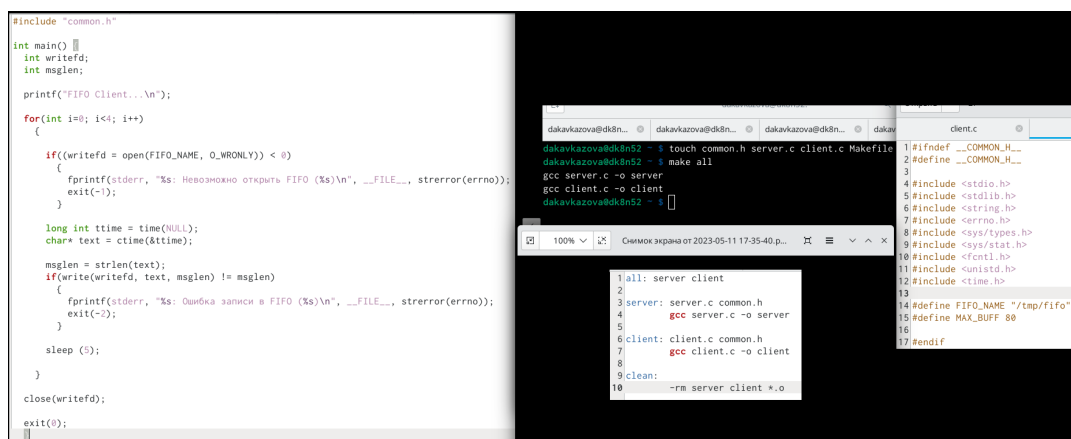 #include "common.h"
int main() {
int writefd;
int msglen;
printf("FIFO Client...\n");
for(int i=0; i<4; i++)
{
if((writefd = open(FIFO_NAME, O_WRONLY)) < 0)
{
fprintf(stderr, "%s: Невозможно открыть FIFO (%s)\n", __FILE__, strerror(errno));
exit(-1);
}
long int ttime = time(NULL);
char* text = ctime(&ttime);
msglen = strlen(text);
if(write(writefd, text, msglen) != msglen)
{
fprintf(stderr, "%s: Ошибка записи в FIFO (%s)\n", __FILE__, strerror(errno));
exit(-2);
}
sleep (5);
}
close(writefd);
exit(0);
}
dakavkazova@dk8n... dakavkazova@dk8n... dakavkazova@dk8n... dakav
dakavkazova@dk8n52 ~ $ touch common.h server.c client.c Makefile
dakavkazova@dk8n52 ~ $ make all
gcc server.c -o server
gcc client.c -o client
dakavkazova@dk8n52 ~ $
100% Снимок экрана от 2023-05-11 17-35-40.p...
1 all: server client
2
3 server: server.c common.h
4 gcc server.c -o server
5
6 client: client.c common.h
7 gcc client.c -o client
8
9 clean:
10 -rm server client *.o
client.c
1 #ifndef __COMMON_H__
2 #define __COMMON_H__
3
4 #include <stdio.h>
5 #include <stdlib.h>
6 #include <string.h>
7 #include <errno.h>
8 #include <sys/types.h>
9 #include <sys/stat.h>
10 #include <fcntl.h>
11 #include <unistd.h>
12 #include <time.h>
13
14 #define FIFO_NAME "/tmp/fifo"
15 #define MAX_BUFF 80
16
17 #endif